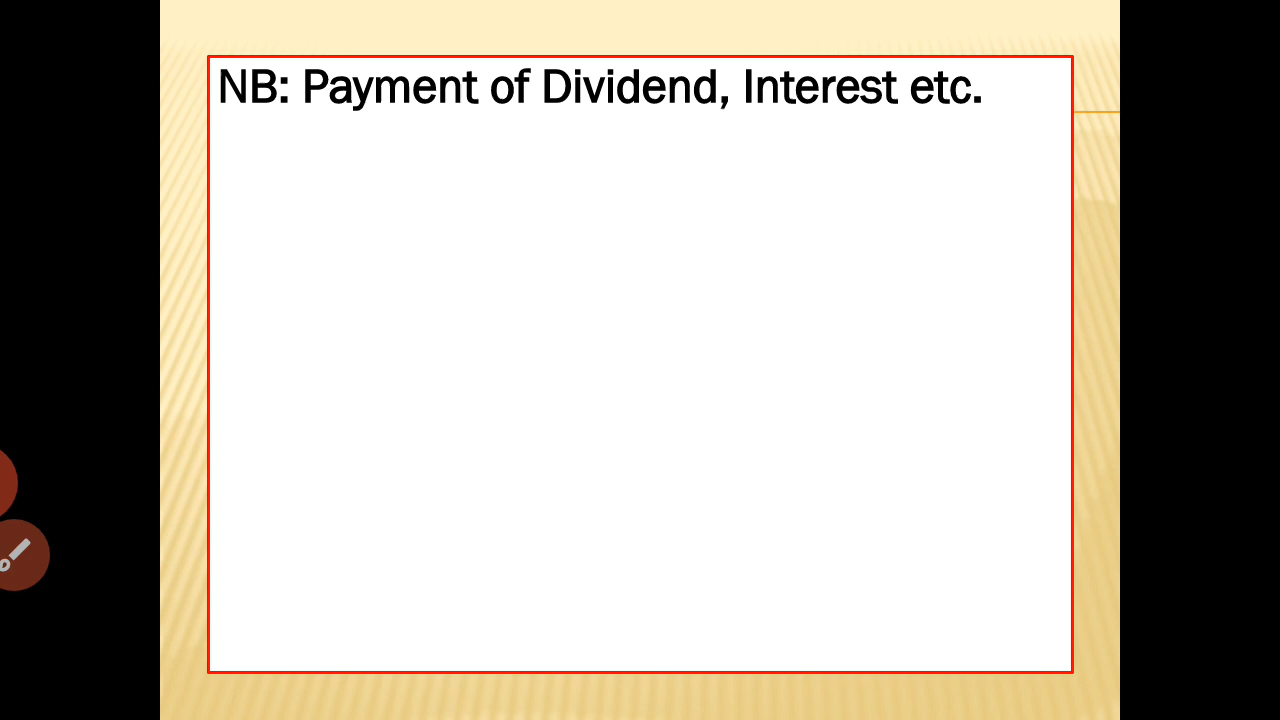 NB: Payment of Dividend, Interest etc.